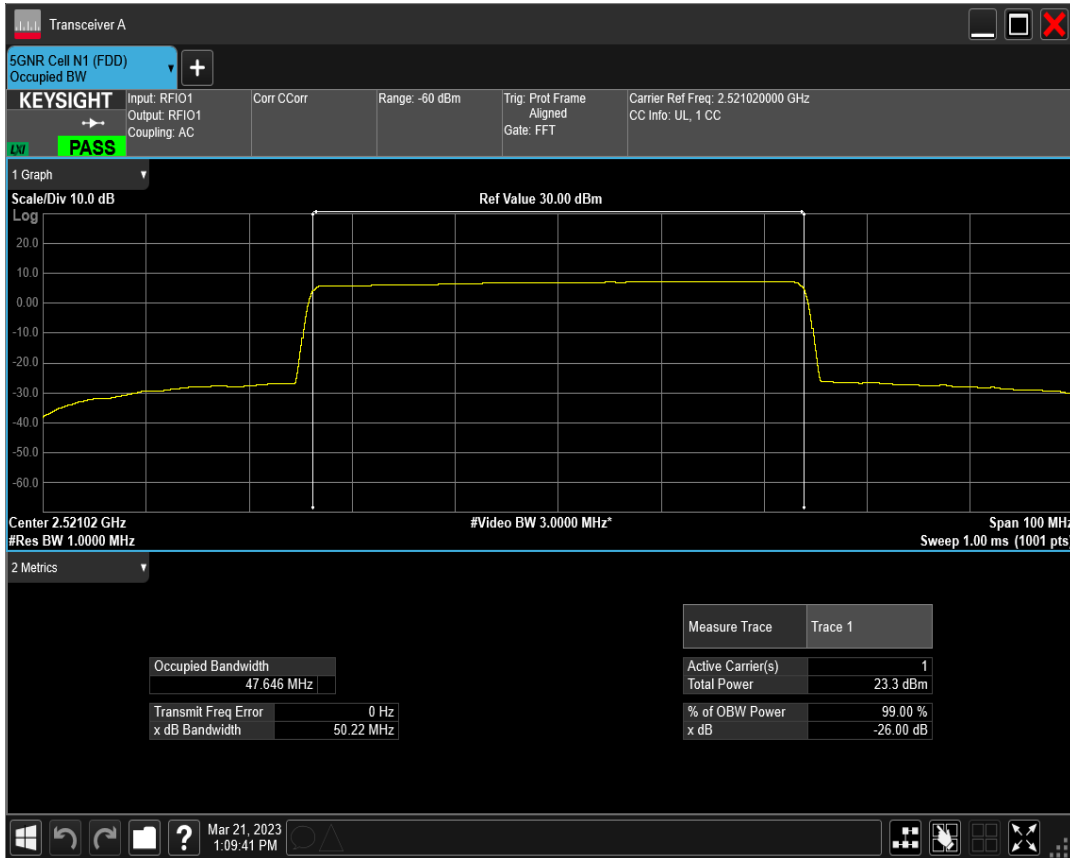 Transceiver A
5GNR Cell N1 (FDD)
Occupied BW
+
KEYSIGHT
LXI
PASS
Input: RFIO1
Output: RFIO1
Coupling: AC
Corr CCorr
Range: -60 dBm
Trig: Prot Frame
Aligned
Gate: FFT
Carrier Ref Freq: 2.521020000 GHz
CC Info: UL, 1 CC
1 Graph
Scale/Div 10.0 dB
Ref Value 30.00 dBm
Log
20.0
10.0
0.00
-10.0
-20.0
-30.0
-40.0
-50.0
-60.0
Center 2.52102 GHz
#Video BW 3.0000 MHz*
Span 100 MHz
#Res BW 1.0000 MHz
Sweep 1.00 ms (1001 pts)
2 Metrics
Measure Trace Trace 1
Occupied Bandwidth
47.646 MHz
Active Carrier(s) 1
Total Power 23.3 dBm
Transmit Freq Error 0 Hz
x dB Bandwidth 50.22 MHz
% of OBW Power 99.00 %
x dB -26.00 dB
?
Mar 21, 2023
1:09:41 PM